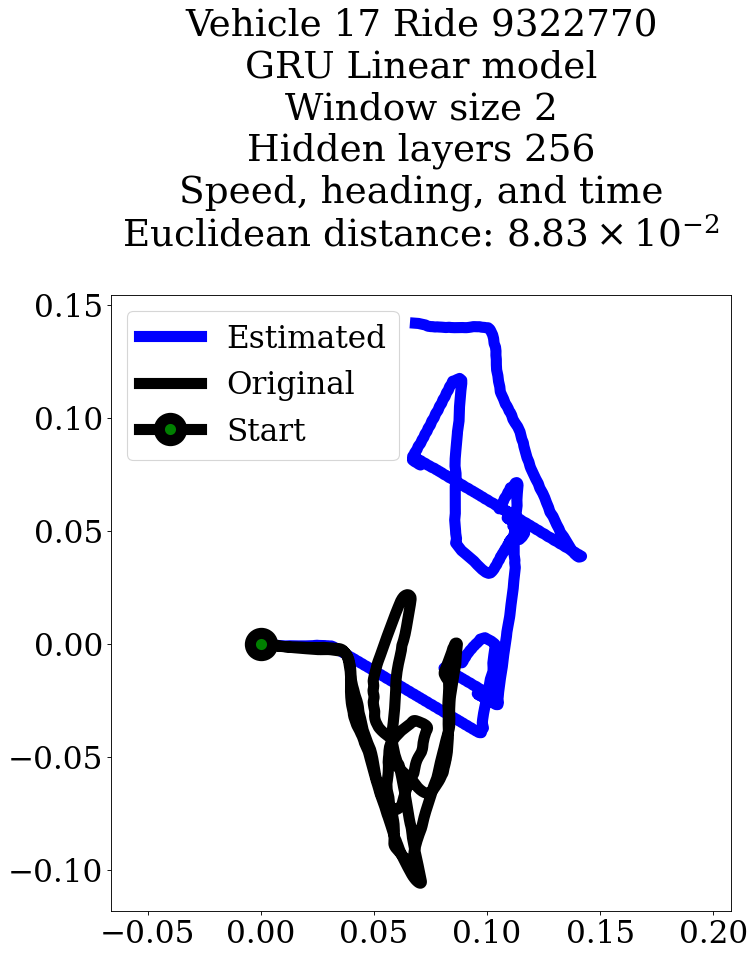 Vehicle 17 Ride 9322770
GRU Linear model
Window size 2
Hidden layers 256
Speed, heading, and time
Euclidean distance: 8.83 × 10⁻²
0.15
0.10
0.05
0.00
−0.05
−0.10
Estimated
Original
Start
−0.05 0.00 0.05 0.10 0.15 0.20